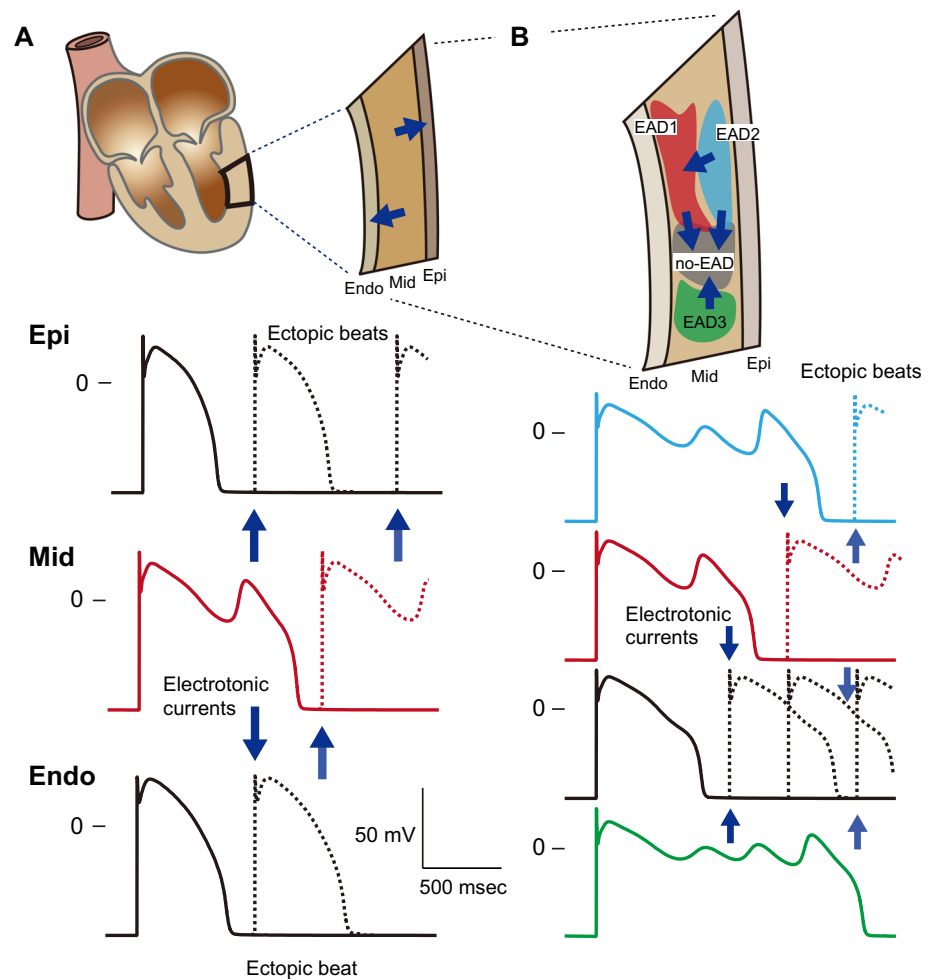 A
B
EAD1
EAD2
no-EAD
EAD3
Endo
Mid
Epi
Endo
Mid
Epi
Epi
Ectopic beats
0
Mid
0
Electrotonic
currents
Endo
0
50 mV
500 msec
Ectopic beat
Ectopic beats
0
0
Electrotonic
currents
0
0